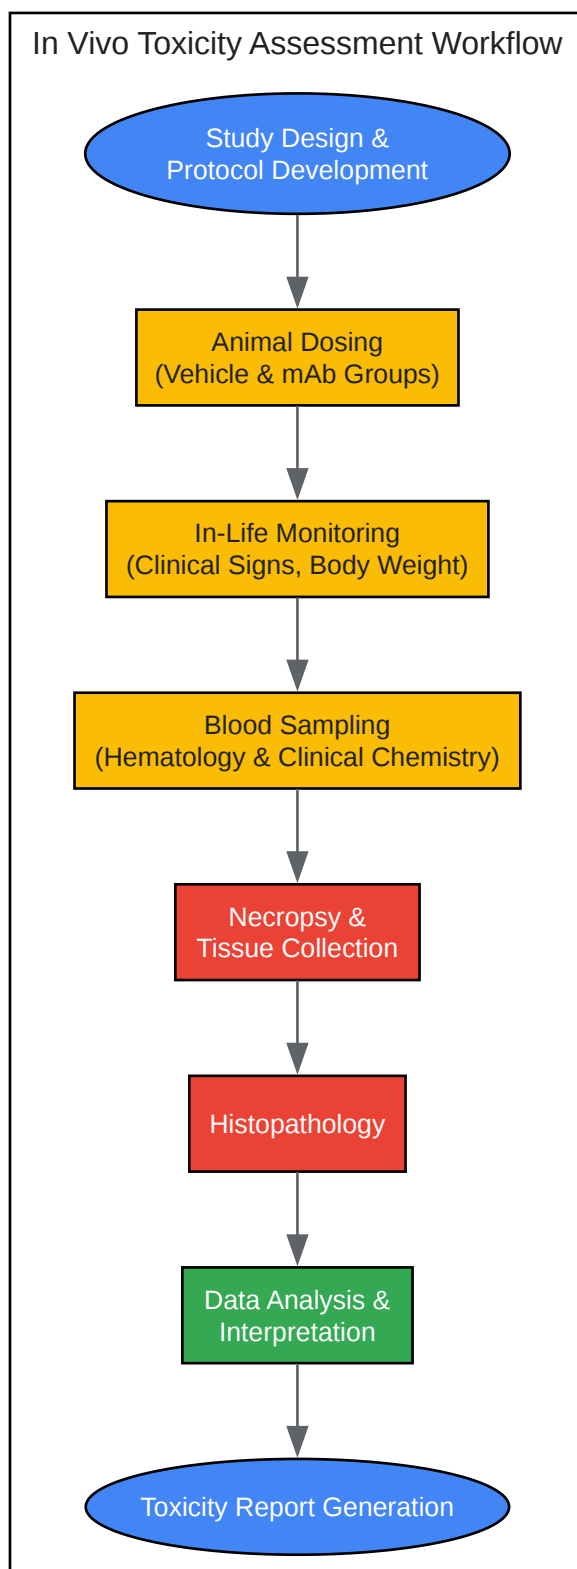 In Vivo Toxicity Assessment Workflow
Study Design &
Protocol Development
Animal Dosing
(Vehicle & mAb Groups)
In-Life Monitoring
(Clinical Signs, Body Weight)
Blood Sampling
(Hematology & Clinical Chemistry)
Necropsy &
Tissue Collection
Histopathology
Data Analysis &
Interpretation
Toxicity Report Generation